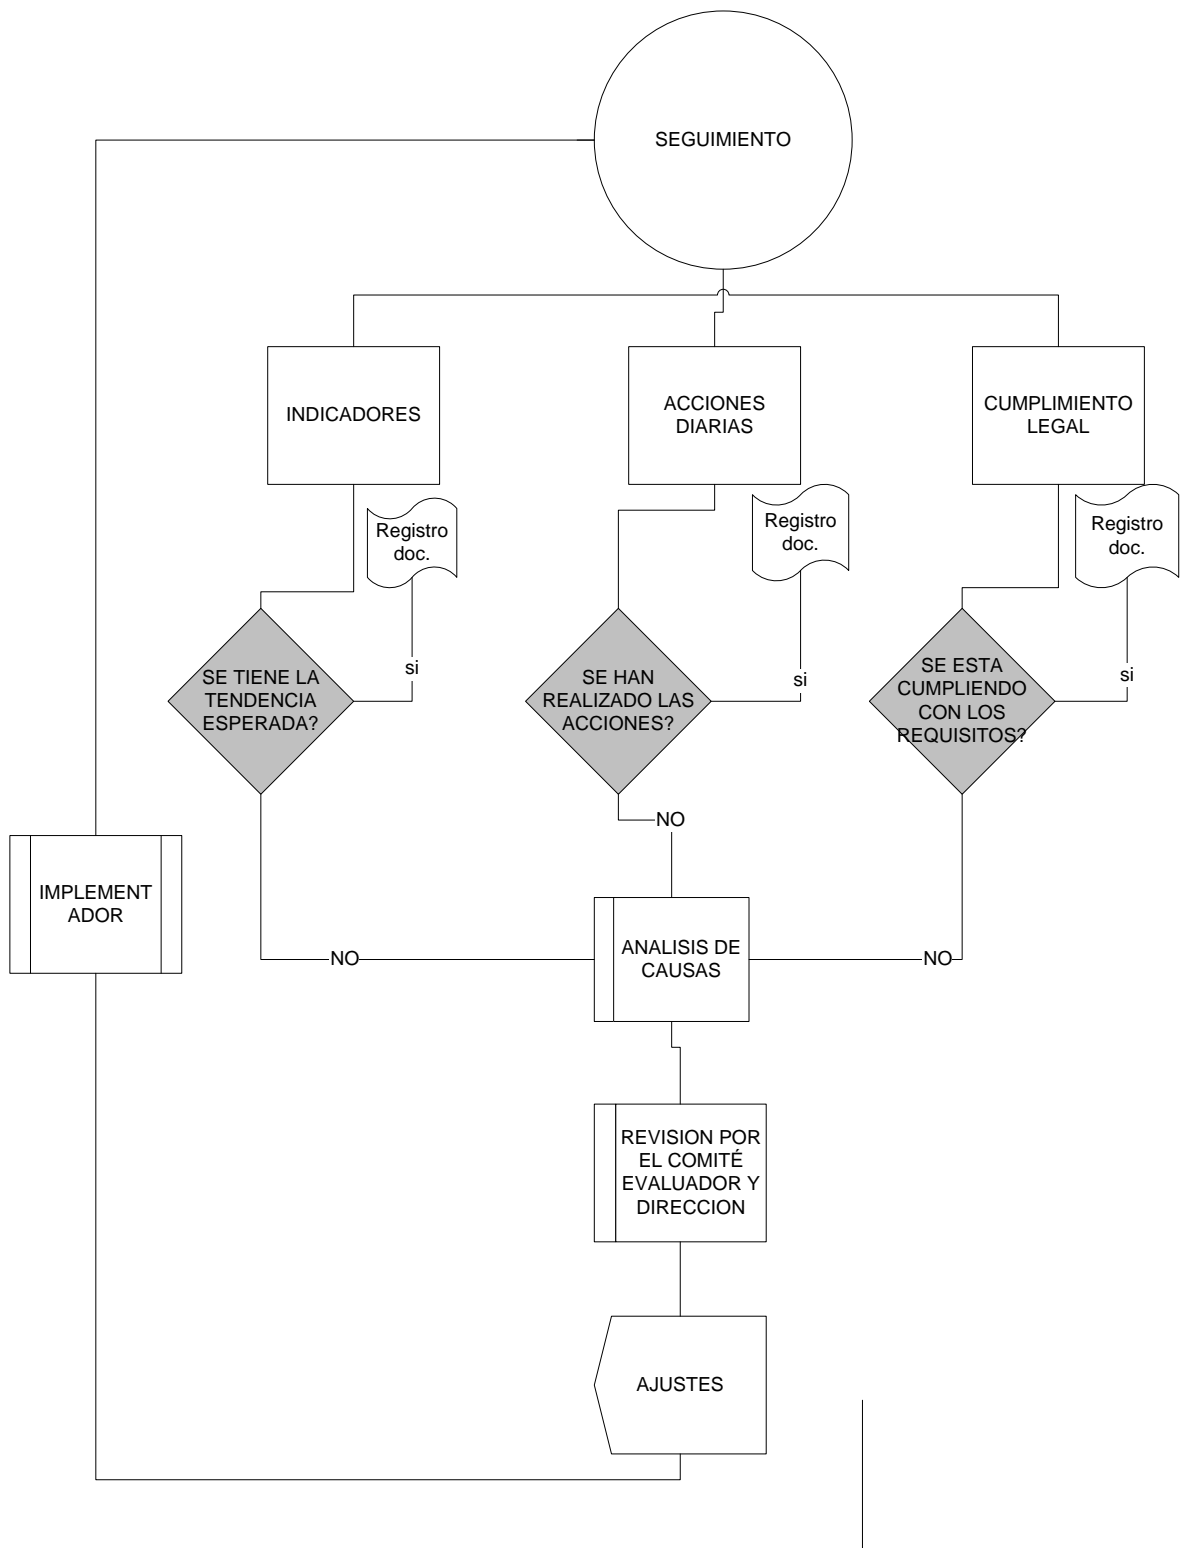 SEGUIMIENTO
INDICADORES
ACCIONES
DIARIAS
CUMPLIMIENTO
LEGAL
Registro
doc.
Registro
doc.
Registro
doc.
SE TIENE LA
TENDENCIA
ESPERADA?
si
SE HAN
REALIZADO LAS
ACCIONES?
si
SE ESTA
CUMPLIENDO
CON LOS
REQUISITOS?
si
NO
IMPLEMENT
ADOR
NO
ANALISIS DE
CAUSAS
NO
REVISION POR
EL COMITÉ
EVALUADOR Y
DIRECCION
AJUSTES